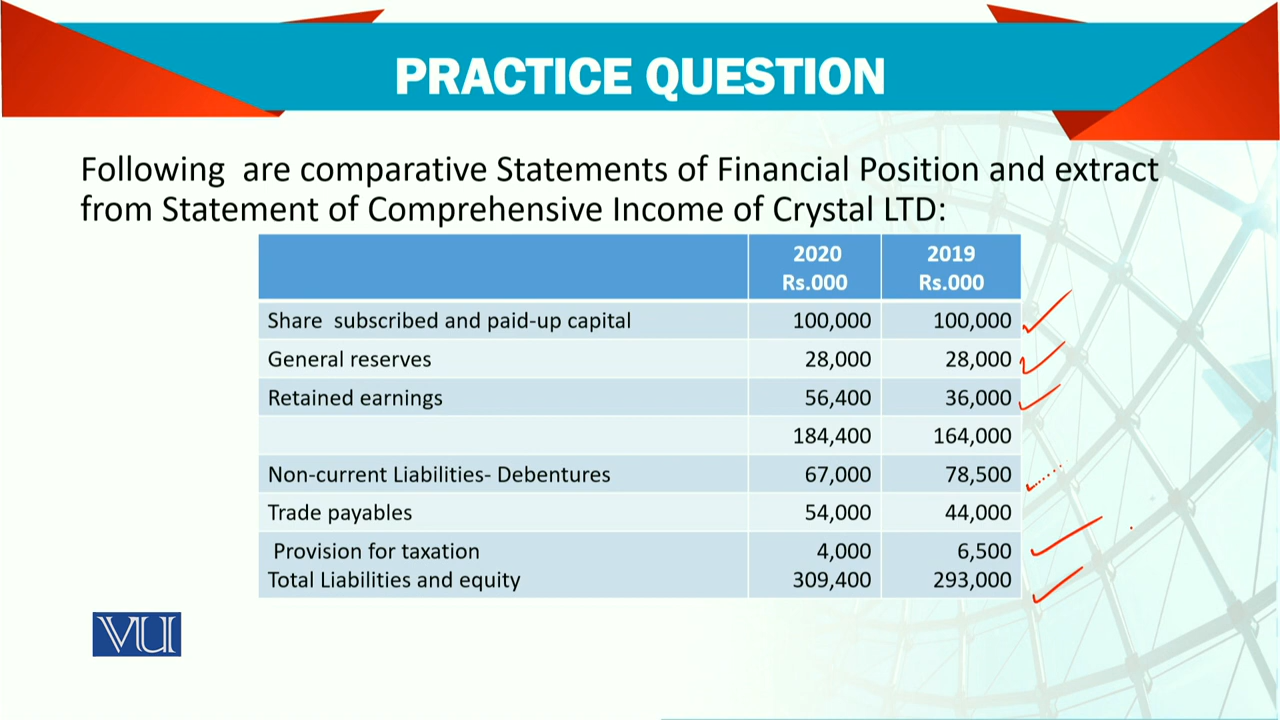 PRACTICE QUESTION
Following are comparative Statements of Financial Position and extract
from Statement of Comprehensive Income of Crystal LTD:
2020 2019
Rs.000 Rs.000
Share subscribed and paid-up capital 100,000 100,000
General reserves 28,000 28,000
Retained earnings 56,400 36,000
184,400 164,000
Non-current Liabilities- Debentures 67,000 78,500
Trade payables 54,000 44,000
Provision for taxation 4,000 6,500
Total Liabilities and equity 309,400 293,000
VU